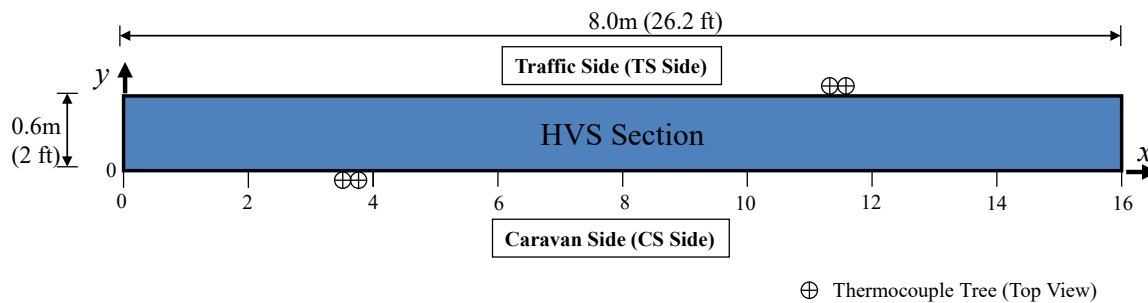 8.0m (26.2 ft)
Traffic Side (TS Side)
y
0.6m
(2 ft)
HVS Section
x
0
0 2 4 6 8 10 12 14 16
Caravan Side (CS Side)
Thermocouple Tree (Top View)